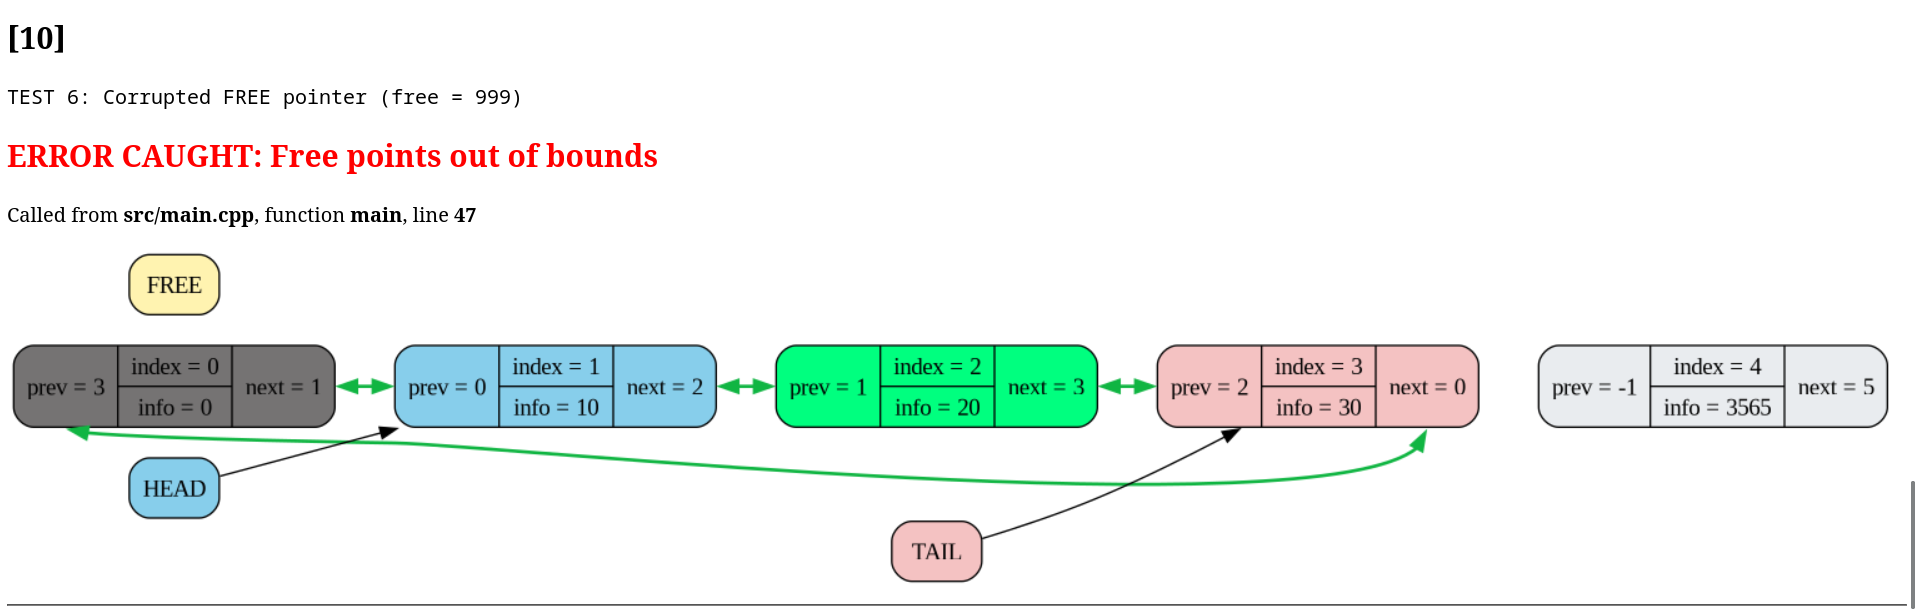 [10]
TEST 6: Corrupted FREE pointer (free = 999)
ERROR CAUGHT: Free points out of bounds
Called from src/main.cpp, function main, line 47
FREE
prev = 3
index = 0
info = 0
next = 1
prev = 0
index = 1
info = 10
next = 2
prev = 1
index = 2
info = 20
next = 3
prev = 2
index = 3
info = 30
next = 0
prev = -1
index = 4
info = 3565
next = 5
HEAD
TAIL